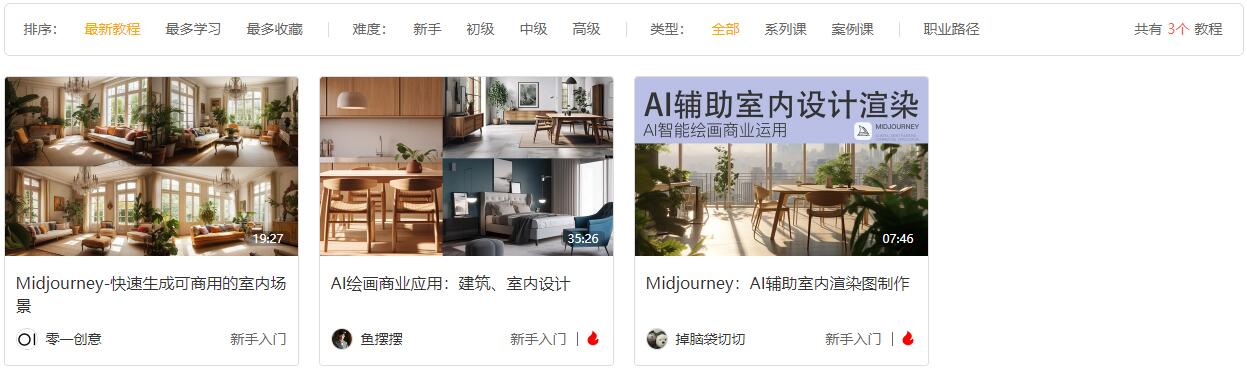 排序： 最新教程 最多学习 最多收藏 难度： 新手 初级 中级 高级 类型： 全部 系列课 案例课 职业路径 共有 3个 教程
19:27
35:26
AI辅助室内设计渲染
AI智能绘画商业运用
MIDJOURNEY
07:46
Midjourney-快速生成可商用的室内场
景
OI 零一创意 新手入门
AI绘画商业应用：建筑、室内设计
鱼摆摆 新手入门
Midjourney：AI辅助室内渲染图制作
掉脑袋切切 新手入门